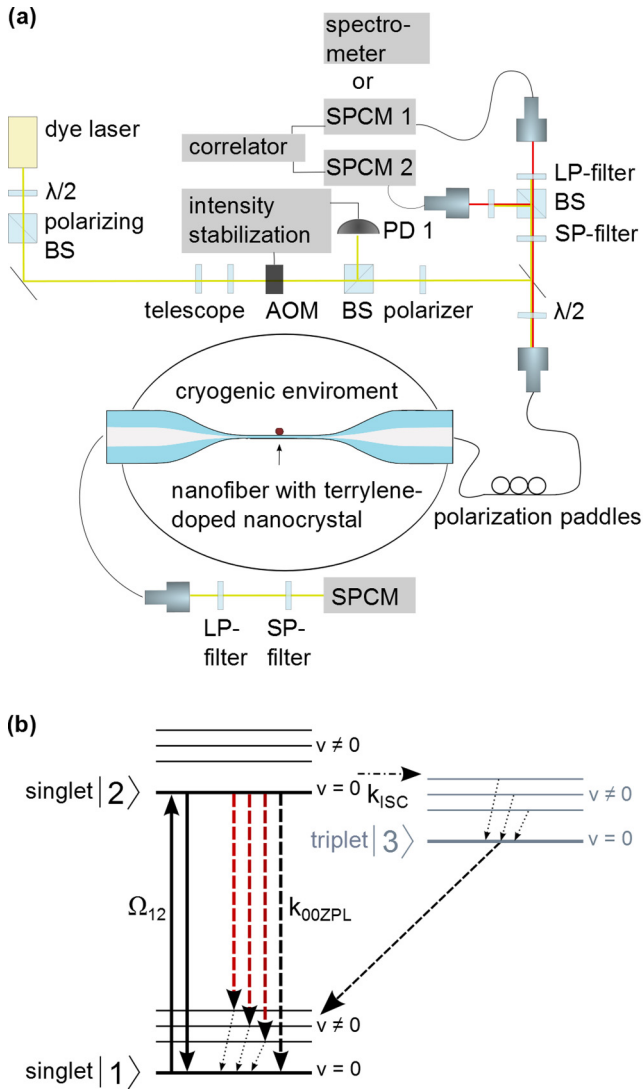 (a)
spectro-
meter
or
dye laser
SPCM 1
correlator
SPCM 2
LP-filter
BS
SP-filter
λ/2
polarizing
BS
intensity
stabilization
PD 1
telescope
AOM
BS
polarizer
λ/2
cryogenic enviroment
nanofiber with terrylene-
doped nanocrystal
polarization paddles
SPCM
LP-
filter
SP-
filter
(b)
v ≠ 0
singlet |2⟩
v = 0
k_ISC
v ≠ 0
triplet |3⟩
v = 0
Ω₁₂
k_00ZPL
v ≠ 0
singlet |1⟩
v = 0